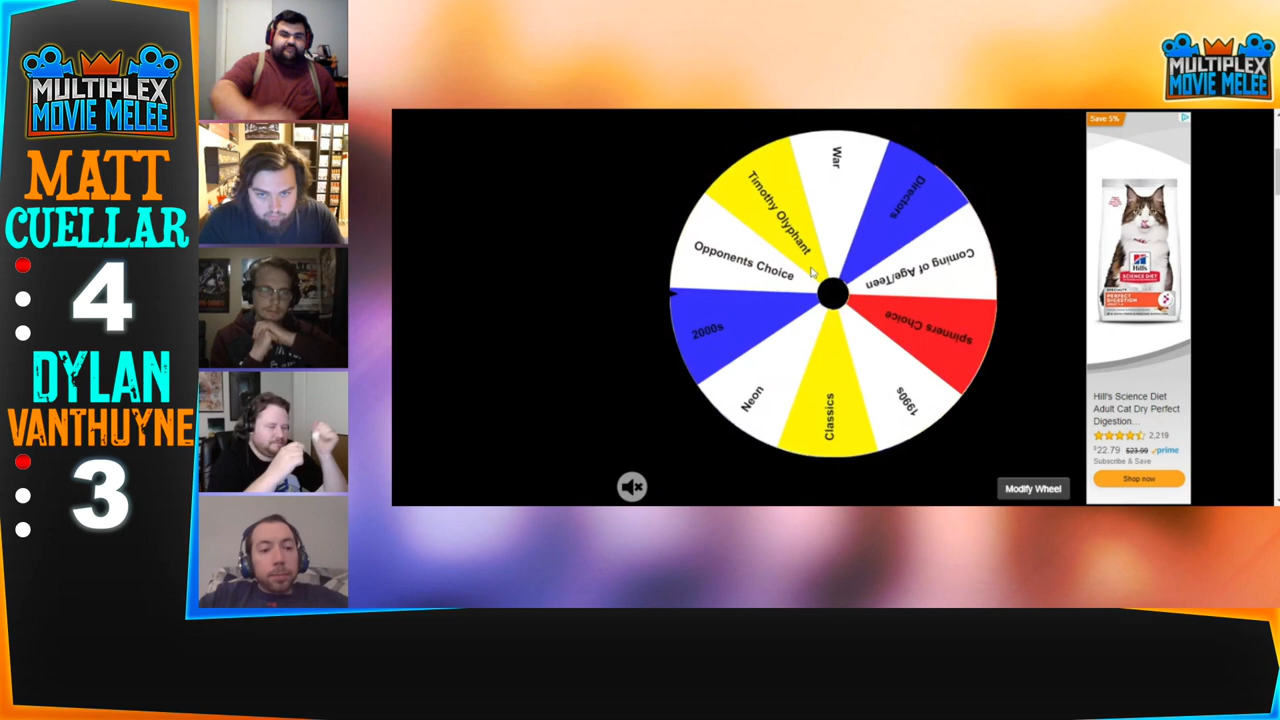 MULTIPLEX
MOVIE MELEE
MATT
CUELLAR
4
DYLAN
VANTHUYNE
3
MULTIPLEX
MOVIE MELEE
War
Directors
Coming of Age/Teen
spinners Choice
1990s
Classics
Neon
2000s
Opponents Choice
Timothy Olyphant
Modify Wheel
Save 5%
Hill's
SCIENCE DIET
PERFECT
DIGESTION
Hill's Science Diet
Adult Cat Dry Perfect
Digestion...
2,219
$22.79 $23.99 prime
Subscribe & Save
Shop now